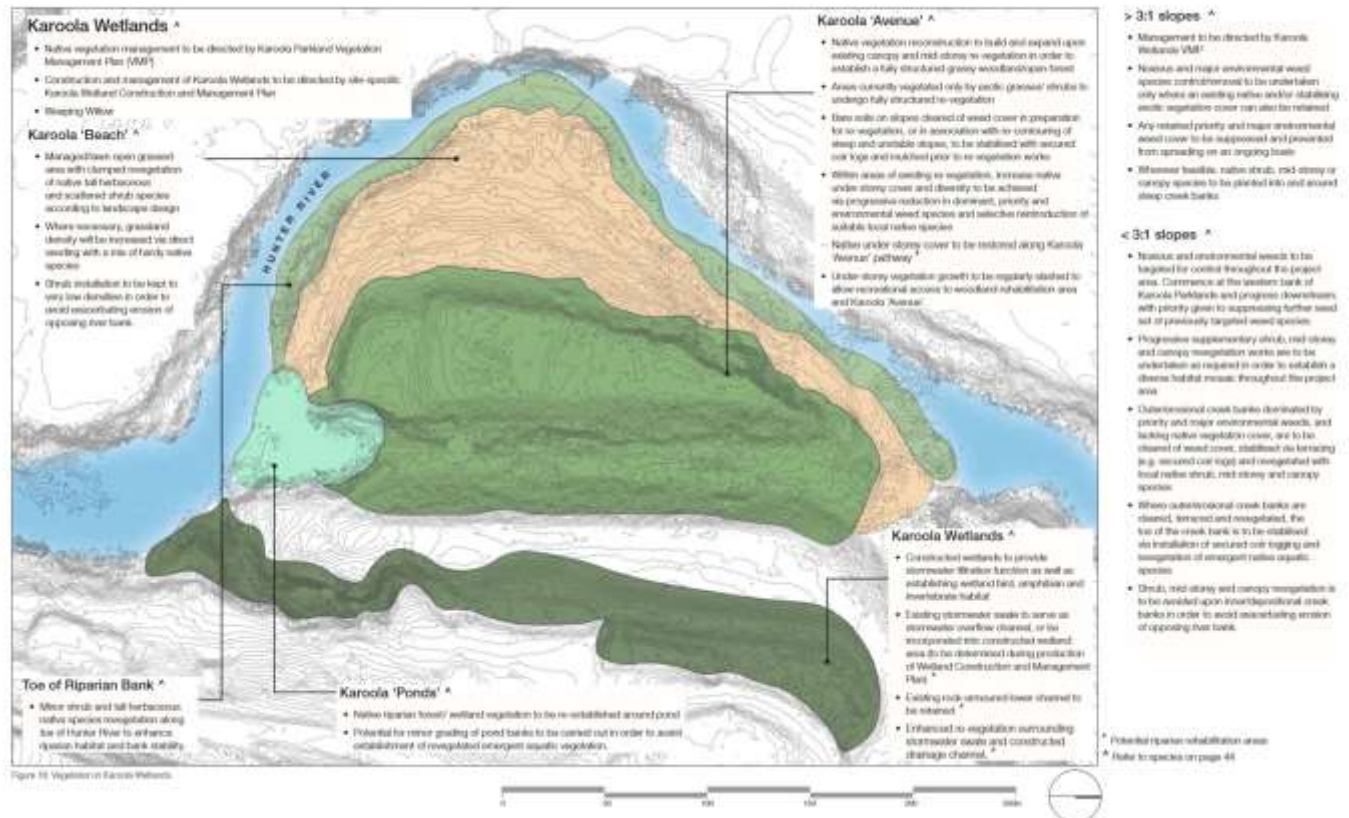 Karoola Wetlands ^
• Native vegetation management to be directed by Karoola Parkland Vegetation
Management Plan (VMP)
• Construction and management of Karoola Wetlands to be directed by site-specific
Karoola Wetland Construction and Management Plan
• Weeping Willow
Karoola 'Beach' ^
• Managed lawn open grassed
area with clumped revegetation
of native tall herbaceous
and scattered shrub species
according to landscape design
• Where necessary, grassland
density will be increased via direct
seeding with a mix of hardy native
species
• Shrub installation to be kept to
very low densities in order to
avoid exacerbating erosion of
opposing river bank.
HUNTER RIVER
Karoola 'Avenue' ^
• Native vegetation reconstruction to build and expand upon
existing canopy and mid-storey re-vegetation in order to
establish a fully structured grassy woodland/open forest
• Areas currently vegetated only by exotic grasses/ shrubs to
undergo fully structured re-vegetation
• Bare soils on slopes cleared of weed cover in preparation
for re-vegetation, or in association with re-contouring of
steep and unstable slopes, to be stabilised with secured
coir logs and mulched prior to re-vegetation works
• Within areas of existing re-vegetation, increase native
under-storey cover and diversity to be achieved
via progressive reduction in dominant, priority and
environmental weed species and selective reintroduction of
suitable local native species
- Native under-storey cover to be restored along Karoola
'Avenue' pathway
• Under-storey vegetation growth to be regularly slashed to
allow recreational access to woodland rehabilitation area
and Karoola 'Avenue'
Toe of Riparian Bank ^
• Minor shrub and tall herbaceous
native species revegetation along
toe of Hunter River to enhance
riparian habitat and bank stability.
Karoola 'Ponds' ^
• Native riparian forest/ wetland vegetation to be re-established around pond
• Potential for minor grading of pond banks to be carried out in order to assist
establishment of revegetated emergent aquatic vegetation.
Karoola Wetlands ^
• Constructed wetlands to provide
stormwater filtration function as well as
establishing wetland bird, amphibian and
invertebrate habitat
• Existing stormwater swale to serve as
stormwater overflow channel, or be
incorporated into constructed wetland
area (to be determined during production
of Wetland Construction and Management
Plan)
• Existing rock-armoured lower channel to
be retained
• Enhanced re-vegetation surrounding
stormwater swale and constructed
drainage channel.
> 3:1 slopes ^
• Management to be directed by Karoola
Wetlands VMP
• Noxious and major environmental weed
species control/removal to be undertaken
only where an existing native and/or stabilising
exotic vegetation cover can also be retained
• Any retained priority and major environmental
weed cover to be suppressed and prevented
from spreading on an ongoing basis
• Wherever feasible, native shrub, mid-storey or
canopy species to be planted into and around
steep creek banks
< 3:1 slopes ^
• Noxious and environmental weeds to be
targeted for control throughout the project
area. Commence at the western bank of
Karoola Parklands and progress downstream,
with priority given to suppressing further seed
set of previously targeted weed species
• Progressive supplementary shrub, mid-storey
and canopy revegetation works are to be
undertaken as required in order to establish a
diverse habitat mosaic throughout the project
area
• Outer/erosional creek banks dominated by
priority and major environmental weeds, and
lacking native vegetation cover, are to be
cleared of weed cover, stabilised via terracing
(e.g. secured coir logs) and revegetated with
local native shrub, mid-storey and canopy
species
• Where outer/erosional creek banks are
cleared, terraced and revegetated, the
toe of the creek bank is to be stabilised
via installation of secured coir logging and
revegetation of emergent native aquatic
species
• Shrub, mid-storey and canopy revegetation is
to be avoided upon inner/depositional creek
banks in order to avoid exacerbating erosion
of opposing river bank.
Potential riparian rehabilitation areas
^ Refer to species on page 44
Vegetation of Karoola Wetlands
0 50 100 150 200